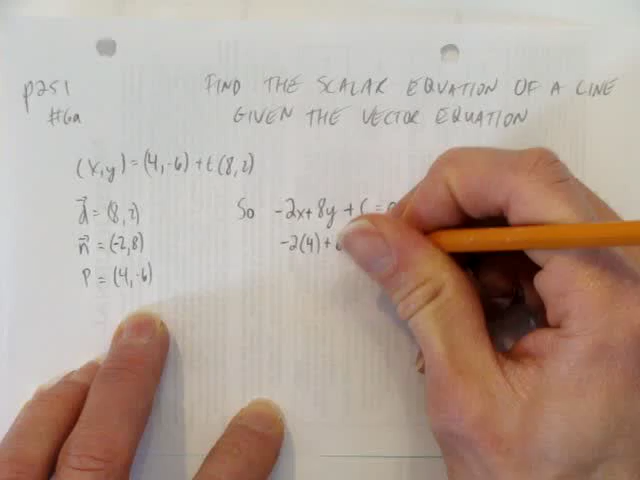 p251
#6a
FIND THE SCALAR EQUATION OF A LINE
GIVEN THE VECTOR EQUATION
(x,y) = (4,-6) + t(8,2)
d⃗ = (8,2)
n⃗ = (-2,8)
P = (4,-6)
So -2x + 8y + C =
-2(4) +